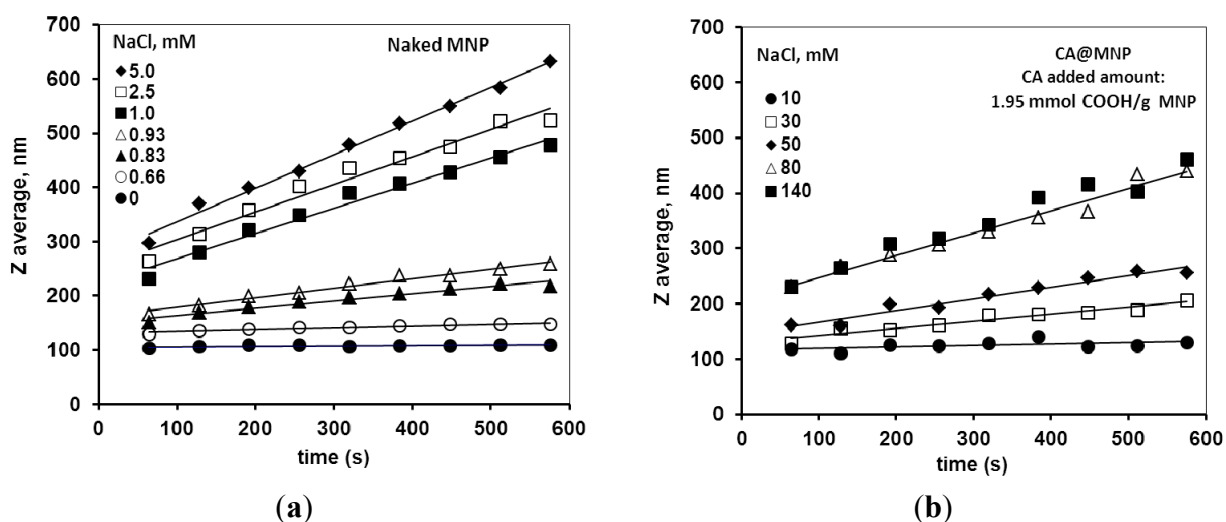 700
600
500
400
300
200
100
0
Z average, nm
NaCl, mM
5.0
2.5
1.0
0.93
0.83
0.66
0
Naked MNP
0 100 200 300 400 500 600
time (s)
(a)
700
600
500
400
300
200
100
0
Z average, nm
NaCl, mM
10
30
50
80
140
CA@MNP
CA added amount:
1.95 mmol COOH/g MNP
0 100 200 300 400 500 600
time (s)
(b)